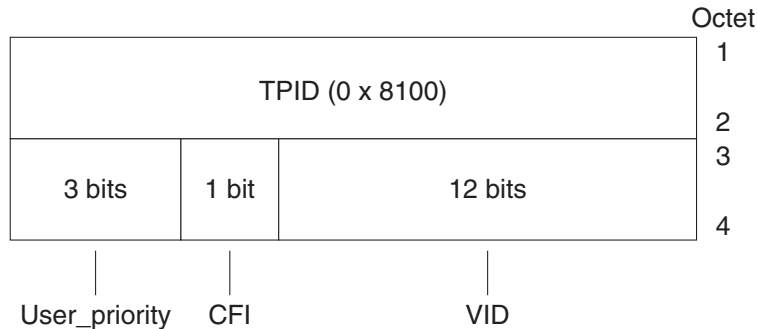 Octet
1
TPID (0 x 8100)
2
3
3 bits 1 bit 12 bits
4
User_priority CFI VID